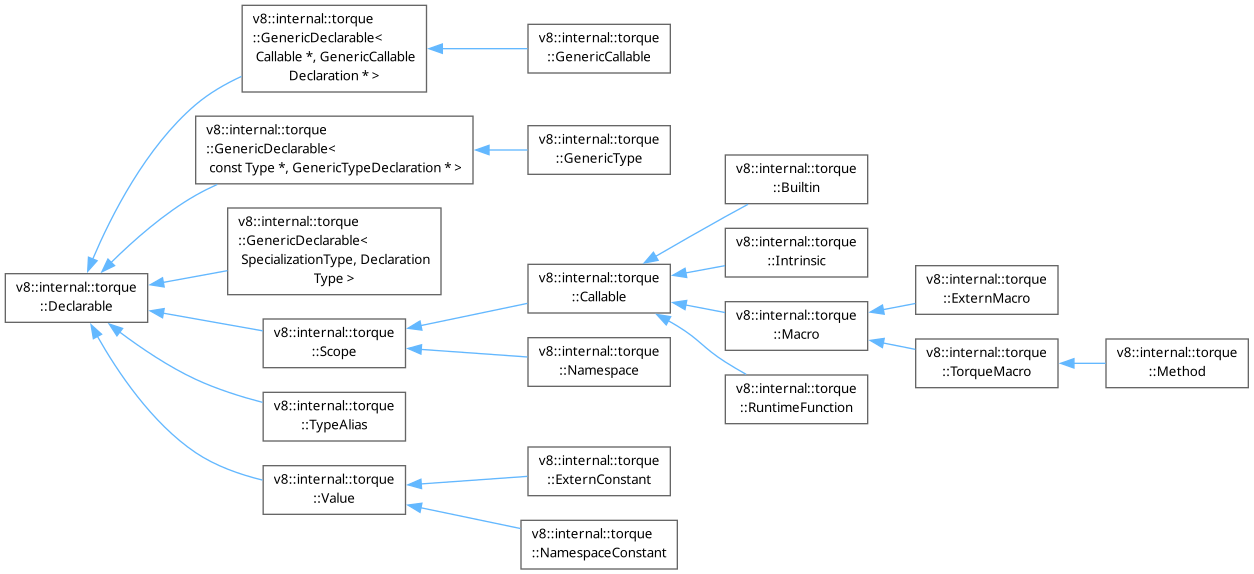 v8::internal::torque
::Declarable
v8::internal::torque
::GenericDeclarable<
Callable *, GenericCallable
Declaration * >
v8::internal::torque
::GenericCallable
v8::internal::torque
::GenericDeclarable<
const Type *, GenericTypeDeclaration * >
v8::internal::torque
::GenericType
v8::internal::torque
::GenericDeclarable<
SpecializationType, Declaration
Type >
v8::internal::torque
::Scope
v8::internal::torque
::Callable
v8::internal::torque
::Builtin
v8::internal::torque
::Intrinsic
v8::internal::torque
::Macro
v8::internal::torque
::ExternMacro
v8::internal::torque
::TorqueMacro
v8::internal::torque
::Method
v8::internal::torque
::RuntimeFunction
v8::internal::torque
::Namespace
v8::internal::torque
::TypeAlias
v8::internal::torque
::Value
v8::internal::torque
::ExternConstant
v8::internal::torque
::NamespaceConstant